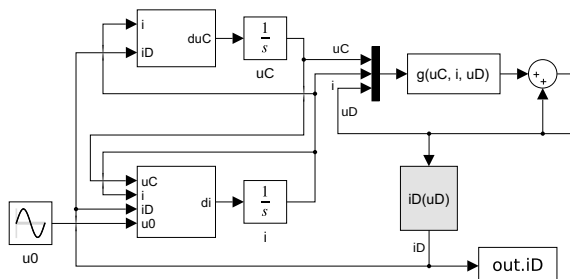 i
iD
duC
1
s
uC
uC
i
uD
g(uC, i, uD)
+
+
uC
i
iD
u0
di
1
s
i
u0
iD(uD)
iD
out.iD